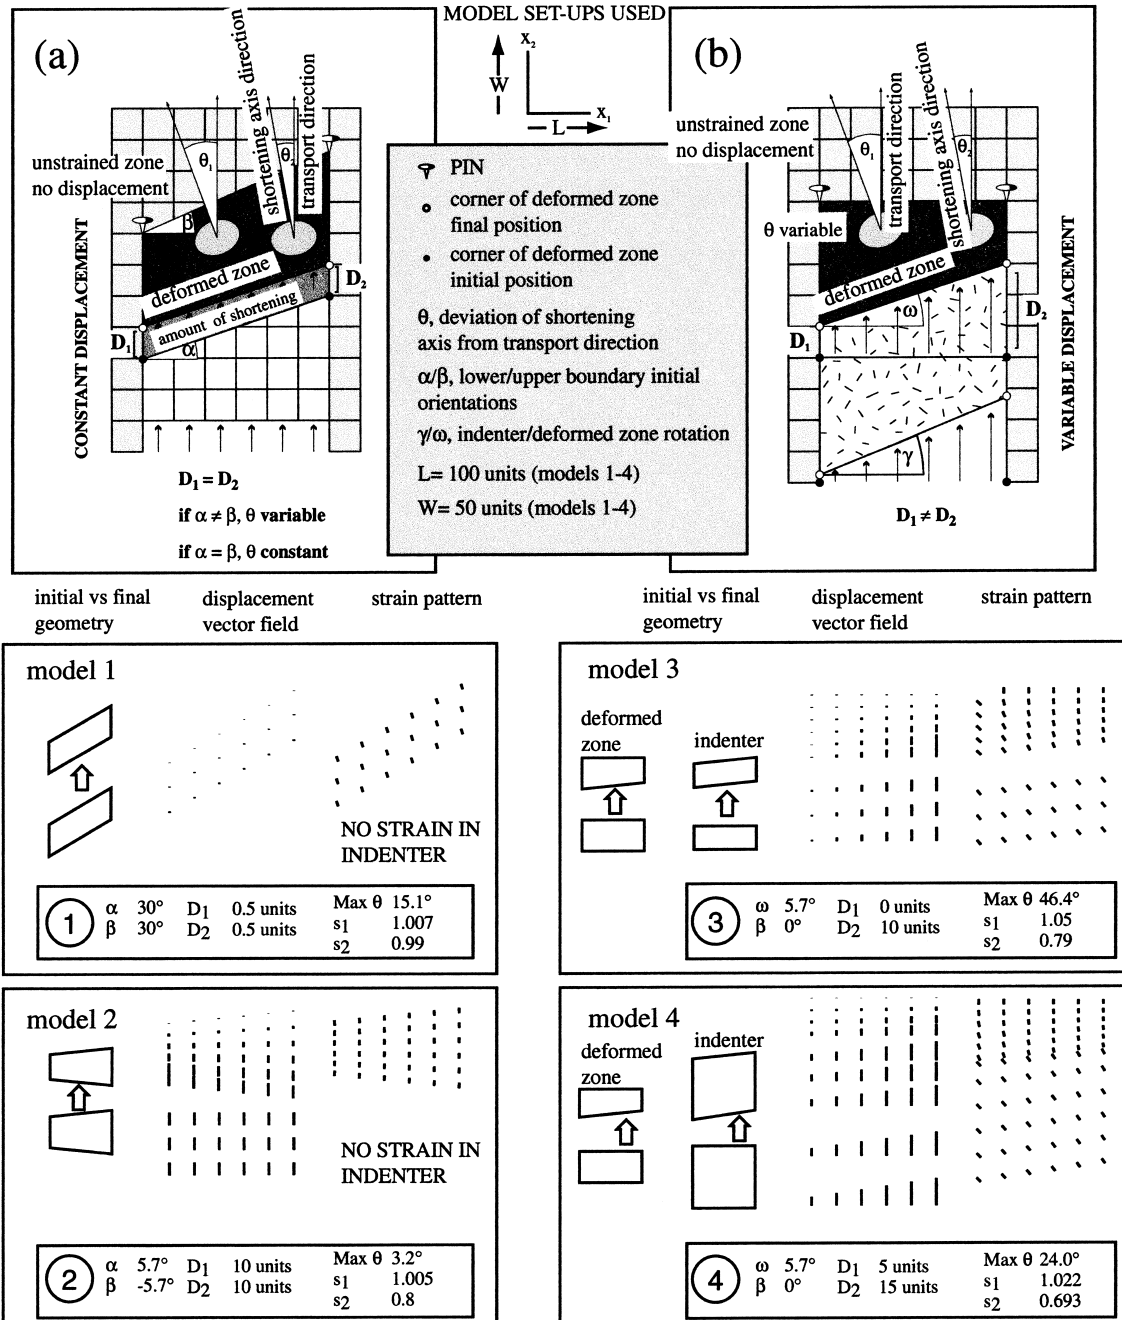 MODEL SET-UPS USED
(a)
unstrained zone
no displacement
shortening axis direction
transport direction
θ1
θ2
β
deformed zone
amount of shortening
α
D1
D2
CONSTANT DISPLACEMENT
D1 = D2
if α ≠ β, θ variable
if α = β, θ constant
x2
W
x1
L
PIN
corner of deformed zone
final position
corner of deformed zone
initial position
θ, deviation of shortening
axis from transport direction
α/β, lower/upper boundary initial
orientations
γ/ω, indenter/deformed zone rotation
L= 100 units (models 1-4)
W= 50 units (models 1-4)
(b)
unstrained zone
no displacement
transport direction
shortening axis direction
θ1
θ2
θ variable
deformed zone
ω
D1
D2
γ
VARIABLE DISPLACEMENT
D1 ≠ D2
initial vs final
geometry
displacement
vector field
strain pattern
initial vs final
geometry
displacement
vector field
strain pattern
model 1
NO STRAIN IN
INDENTER
1
α 30° D1 0.5 units
β 30° D2 0.5 units
Max θ 15.1°
s1 1.007
s2 0.99
model 3
deformed
zone
indenter
3
ω 5.7° D1 0 units
β 0° D2 10 units
Max θ 46.4°
s1 1.05
s2 0.79
model 2
NO STRAIN IN
INDENTER
2
α 5.7° D1 10 units
β -5.7° D2 10 units
Max θ 3.2°
s1 1.005
s2 0.8
model 4
deformed
zone
indenter
4
ω 5.7° D1 5 units
β 0° D2 15 units
Max θ 24.0°
s1 1.022
s2 0.693